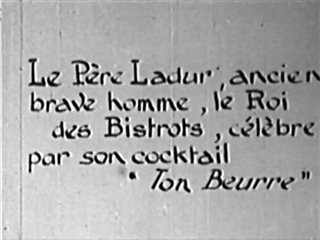 Le Père Ladur, ancien
brave homme, le Roi
des Bistrots, célèbre
par son cocktail
"Ton Beurre"